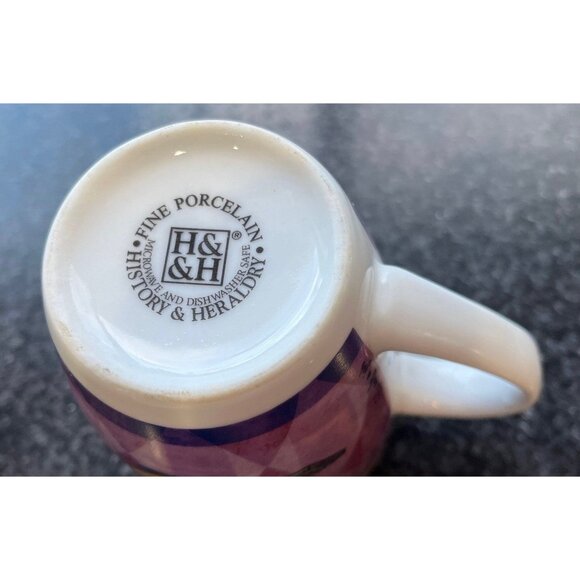 • FINE PORCELAIN •
H&
&H®
MICROWAVE AND DISHWASHER SAFE
HISTORY & HERALDRY